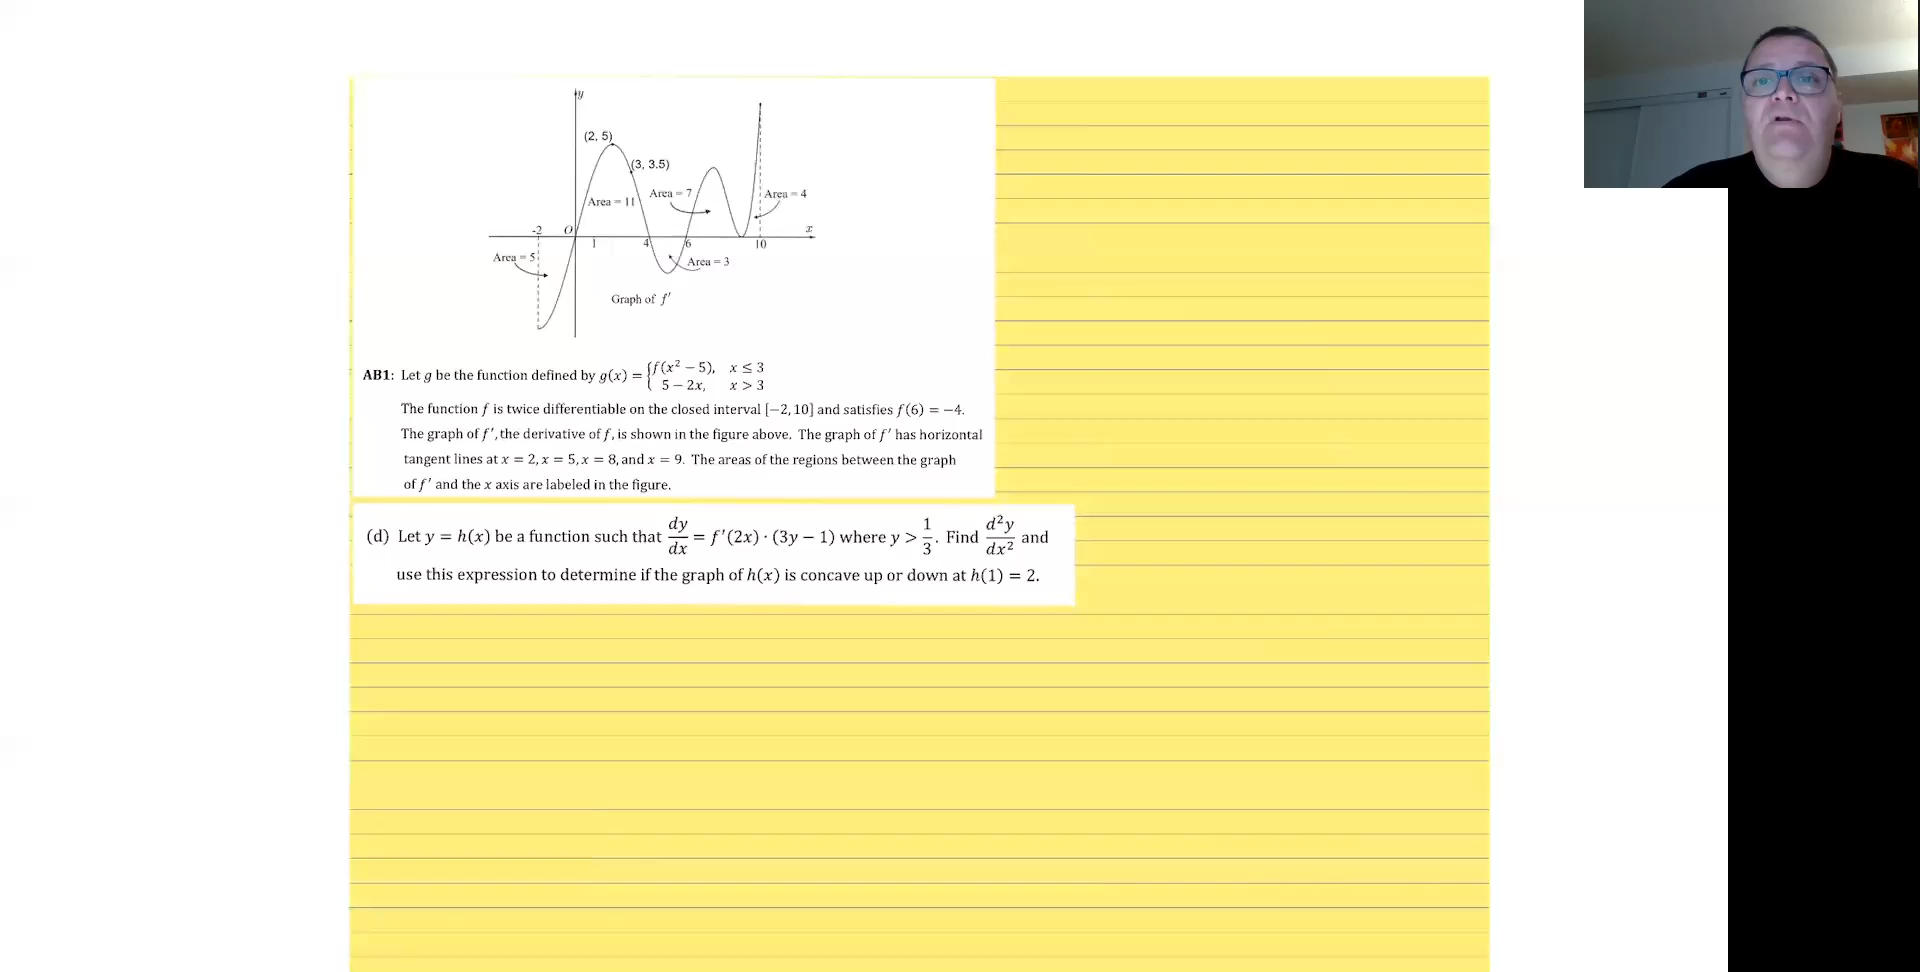 y
(2, 5)
(3, 3.5)
Area = 7
Area = 4
Area = 11
-2
O
x
1
4
6
10
Area = 5
Area = 3
Graph of f′
AB1: Let g be the function defined by g(x) = { f(x² − 5), x ≤ 3
5 − 2x, x > 3
The function f is twice differentiable on the closed interval [−2, 10] and satisfies f(6) = −4.
The graph of f′, the derivative of f, is shown in the figure above. The graph of f′ has horizontal
tangent lines at x = 2, x = 5, x = 8, and x = 9. The areas of the regions between the graph
of f′ and the x axis are labeled in the figure.
(d) Let y = h(x) be a function such that dy/dx = f′(2x) · (3y − 1) where y > 1/3. Find d²y/dx² and
use this expression to determine if the graph of h(x) is concave up or down at h(1) = 2.